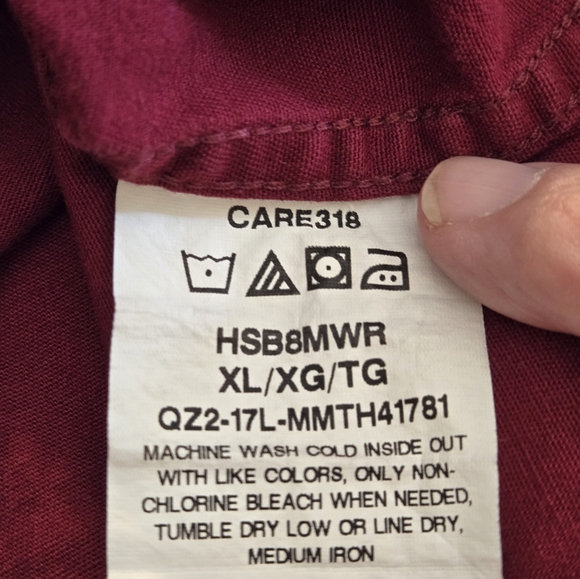 CARE318
HSB8MWR
XL/XG/TG
QZ2-17L-MMTH41781
MACHINE WASH COLD INSIDE OUT
WITH LIKE COLORS, ONLY NON-
CHLORINE BLEACH WHEN NEEDED,
TUMBLE DRY LOW OR LINE DRY,
MEDIUM IRON